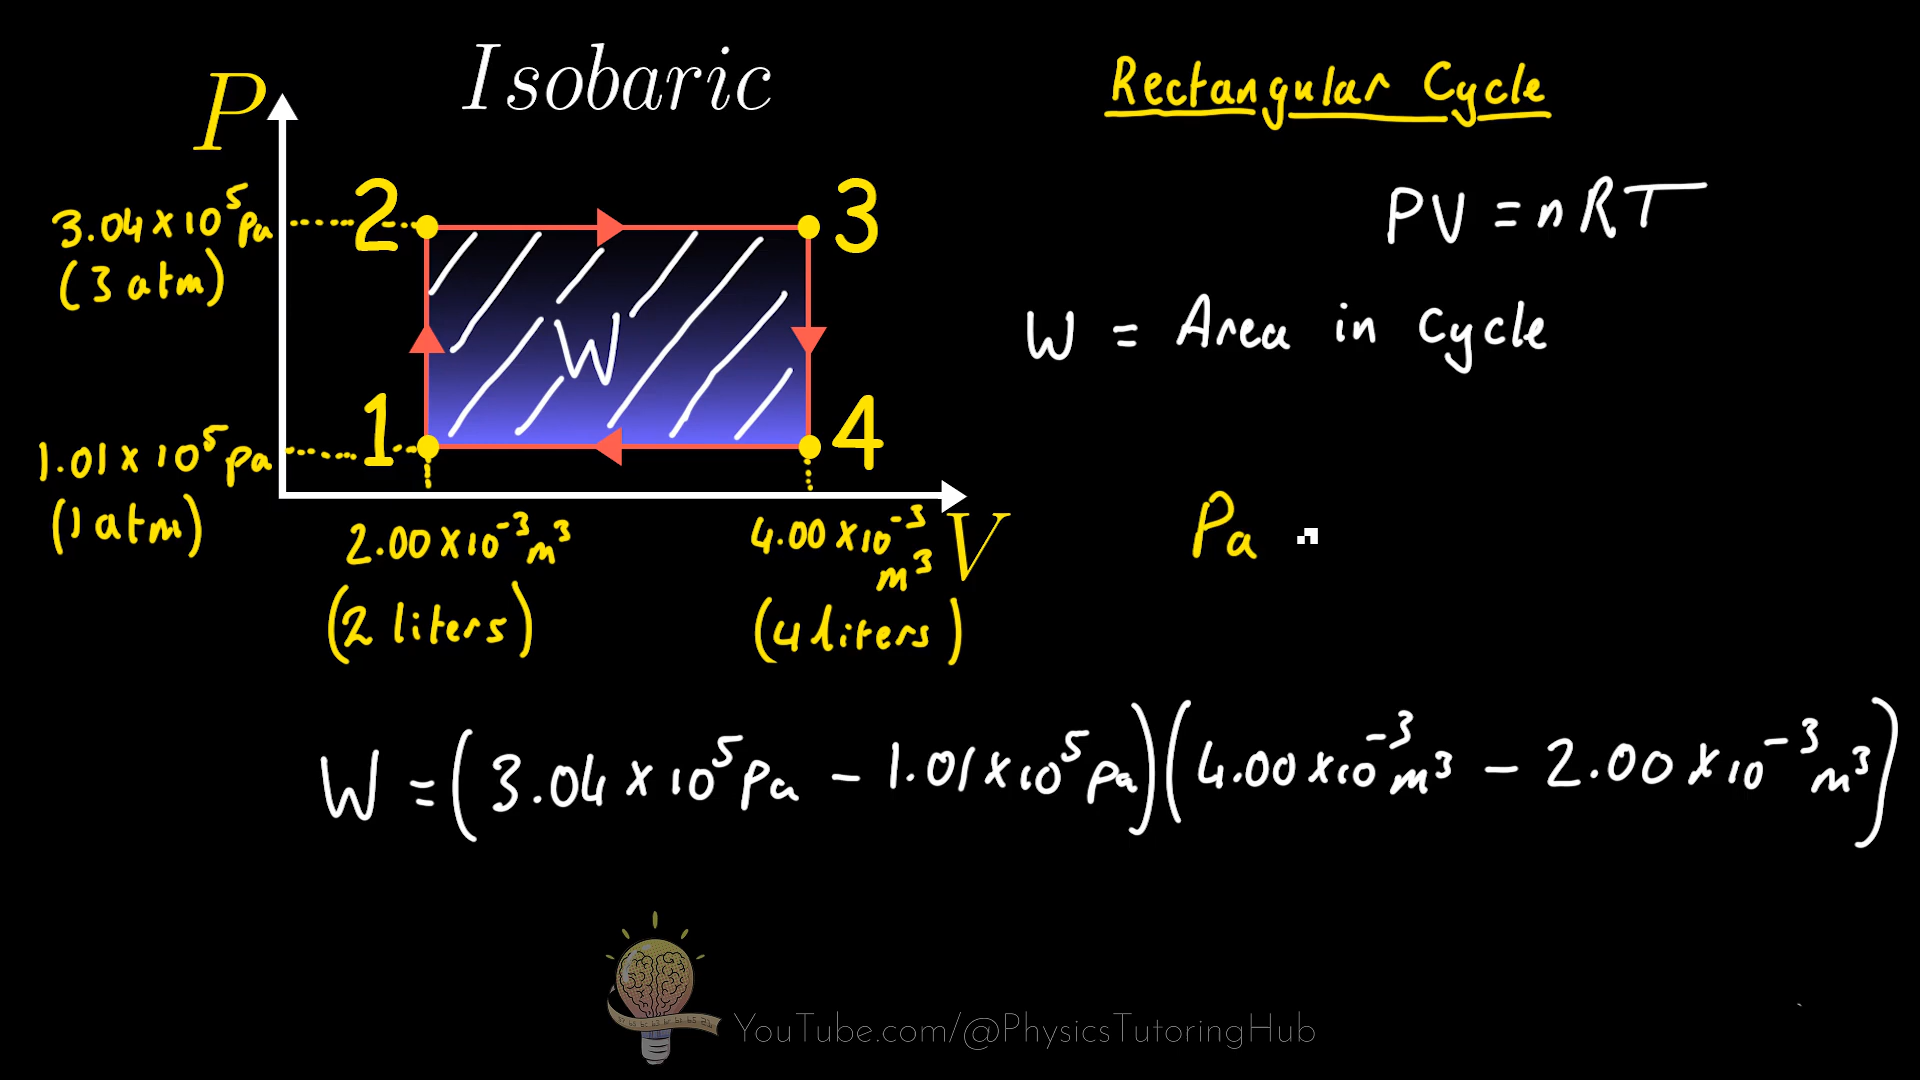 Isobaric
Rectangular Cycle
P
PV = nRT
3.04 x 10⁵ pa
(3 atm)
2
3
W
W = Area in Cycle
1
4
1.01 x 10⁵ pa
(1 atm)
Pa
V
2.00 x 10⁻³ m³
(2 liters)
4.00 x 10⁻³
m³
(4 liters)
W = (3.04 x 10⁵ pa - 1.01 x 10⁵ pa)(4.00 x 10⁻³ m³ - 2.00 x 10⁻³ m³)
YouTube.com/@PhysicsTutoringHub